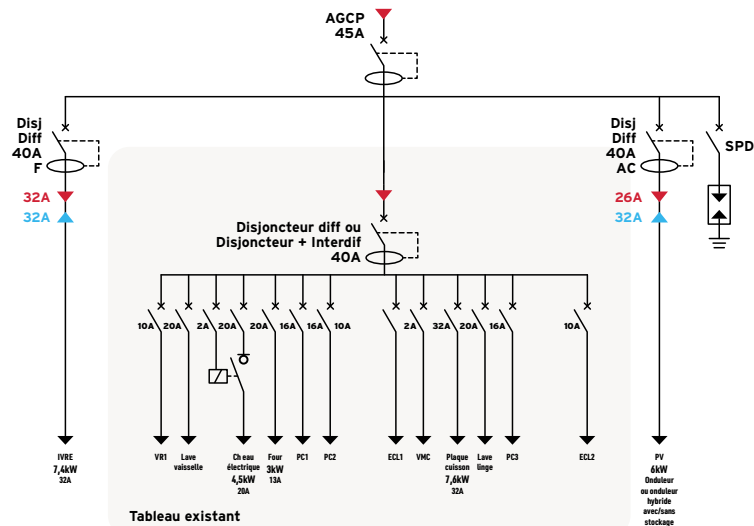 AGCP
45A
Disj
Diff
40A
F
32A
32A
Disj
Diff
40A
AC
26A
32A
SPD
Disjoncteur diff ou
Disjoncteur + Interdif
40A
10A
20A
2A
20A
20A
16A
16A
10A
2A
32A
20A
16A
10A
IVRE
7,4kW
32A
VR1
Lave
vaisselle
Ch eau
électrique
4,5kW
20A
Four
3kW
13A
PC1
PC2
ECL1
VMC
Plaque
cuisson
7,6kW
32A
Lave
linge
PC3
ECL2
PV
6kW
Onduleur
ou onduleur
hybride
avec/sans
stockage
Tableau existant